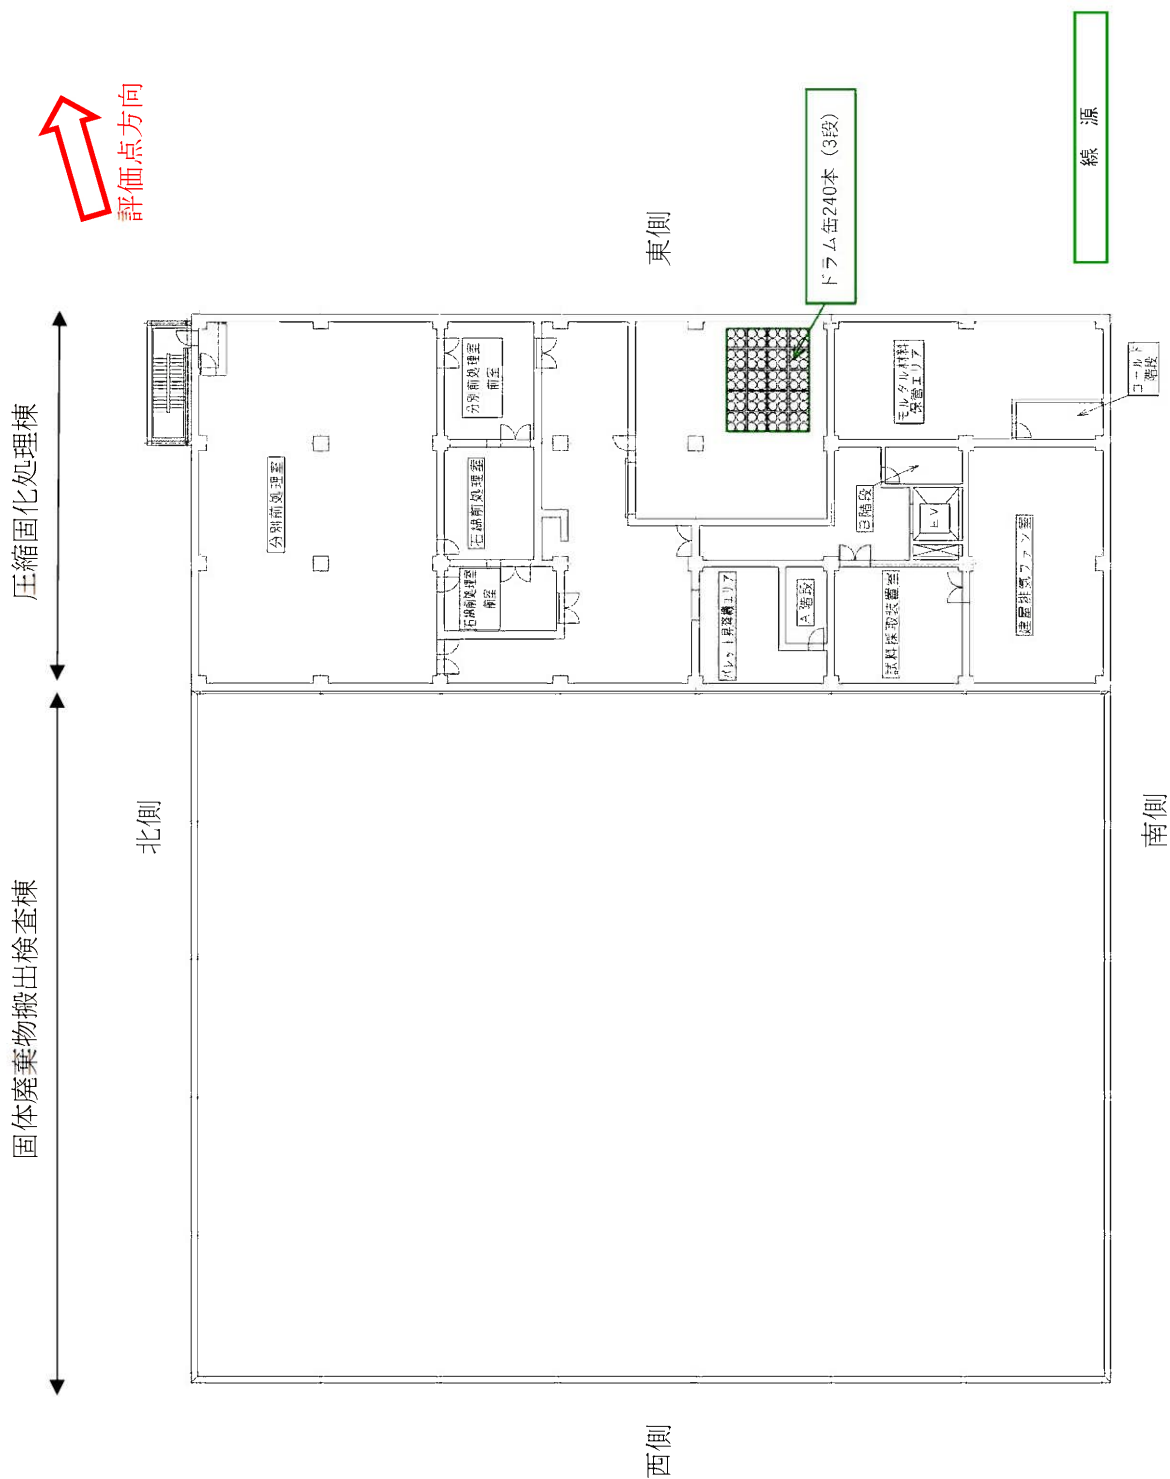 固体廃棄物搬出検査棟
圧縮固化処理棟
評価点方向
北側
分別前処理室
石綿前処理室
前室
石綿前処理室
分別前処理室
前室
西側
東側
パレット昇降機エリア
A階段
ドラム缶240本（3段）
試料採取装置室
B階段
EV
モルタル材料
保管エリア
建屋排気ファン室
コールド
階段
線 源
南側